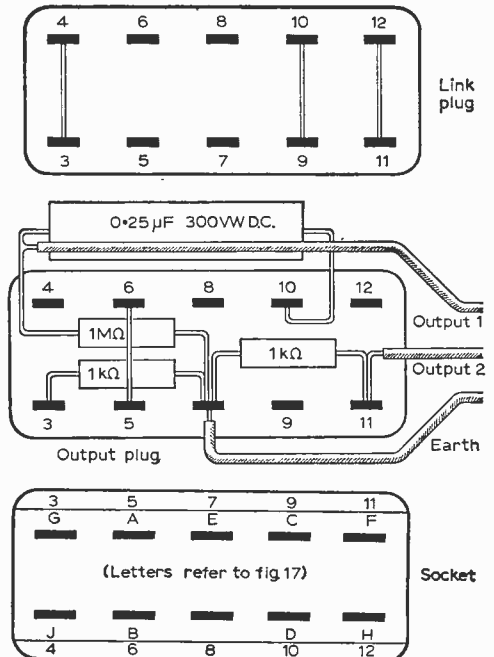 4 6 8 10 12
Link
plug
3 5 7 9 11
0·25μF 300VW D.C.
4 6 8 10 12
Output 1
1MΩ
1kΩ
Output 2
1kΩ
3 5 9 11
Earth
Output plug
3 5 7 9 11
G A E C F
(Letters refer to fig.17)
Socket
J B D H
4 6 8 10 12